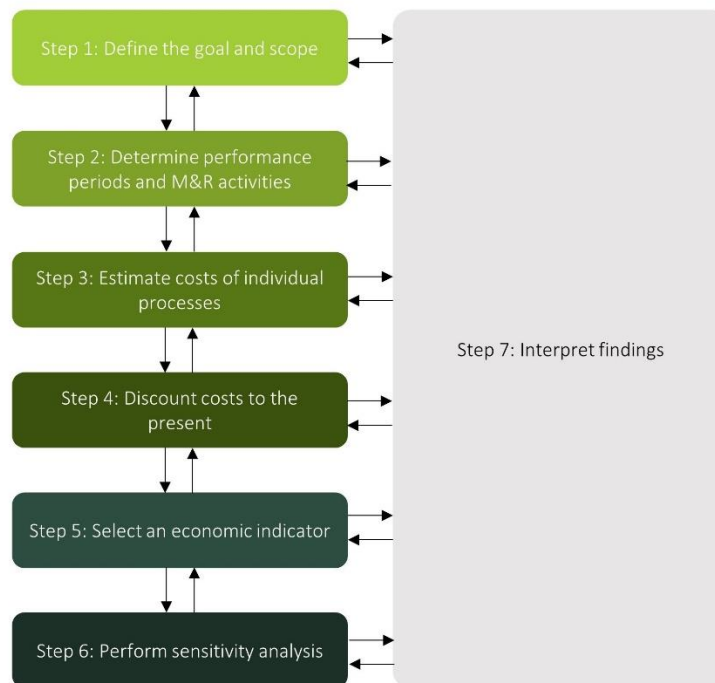 Step 1: Define the goal and scope
Step 2: Determine performance
periods and M&R activities
Step 3: Estimate costs of individual
processes
Step 4: Discount costs to the
present
Step 5: Select an economic indicator
Step 6: Perform sensitivity analysis
Step 7: Interpret findings